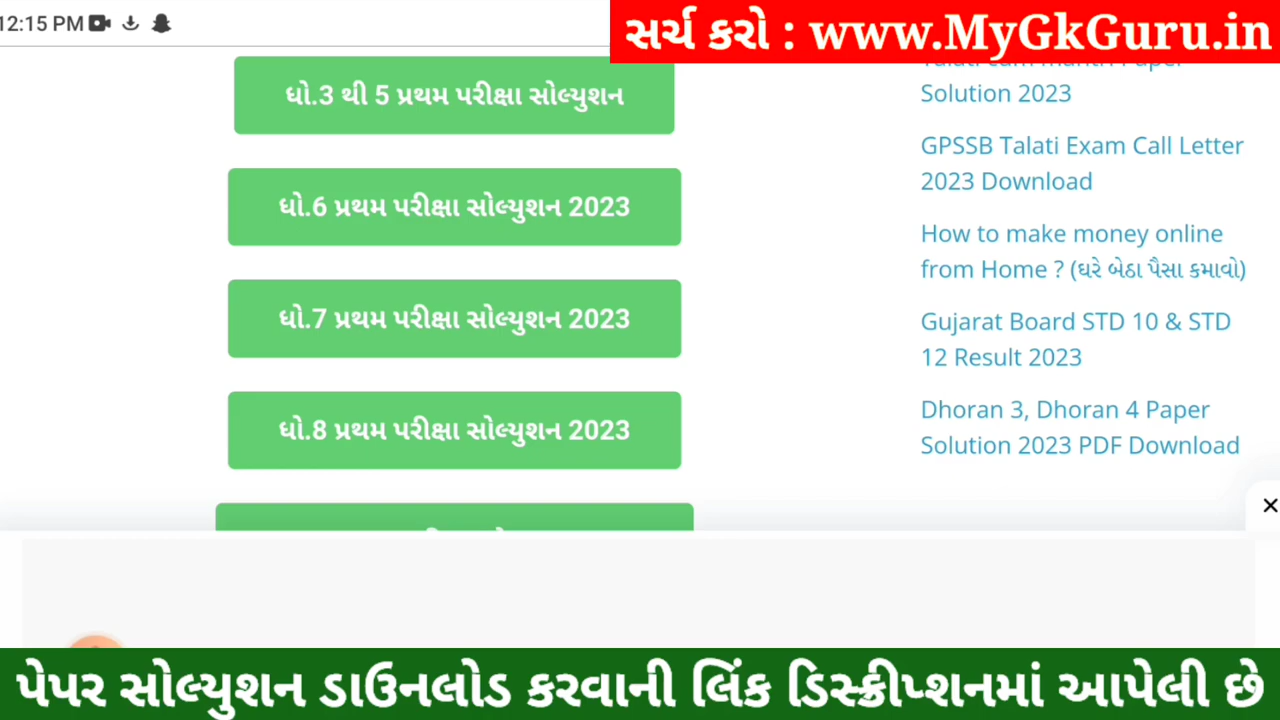 12:15 PM
સર્ચ કરો : www.MyGkGuru.in
ધો.3 થી 5 પ્રથમ પરીક્ષા સોલ્યુશન
ધો.6 પ્રથમ પરીક્ષા સોલ્યુશન 2023
ધો.7 પ્રથમ પરીક્ષા સોલ્યુશન 2023
ધો.8 પ્રથમ પરીક્ષા સોલ્યુશન 2023
Solution 2023
GPSSB Talati Exam Call Letter
2023 Download
How to make money online
from Home ? (ઘરે બેઠા પૈસા કમાવો)
Gujarat Board STD 10 & STD
12 Result 2023
Dhoran 3, Dhoran 4 Paper
Solution 2023 PDF Download
પેપર સોલ્યુશન ડાઉનલોડ કરવાની લિંક ડિસ્ક્રીપ્શનમાં આપેલી છે